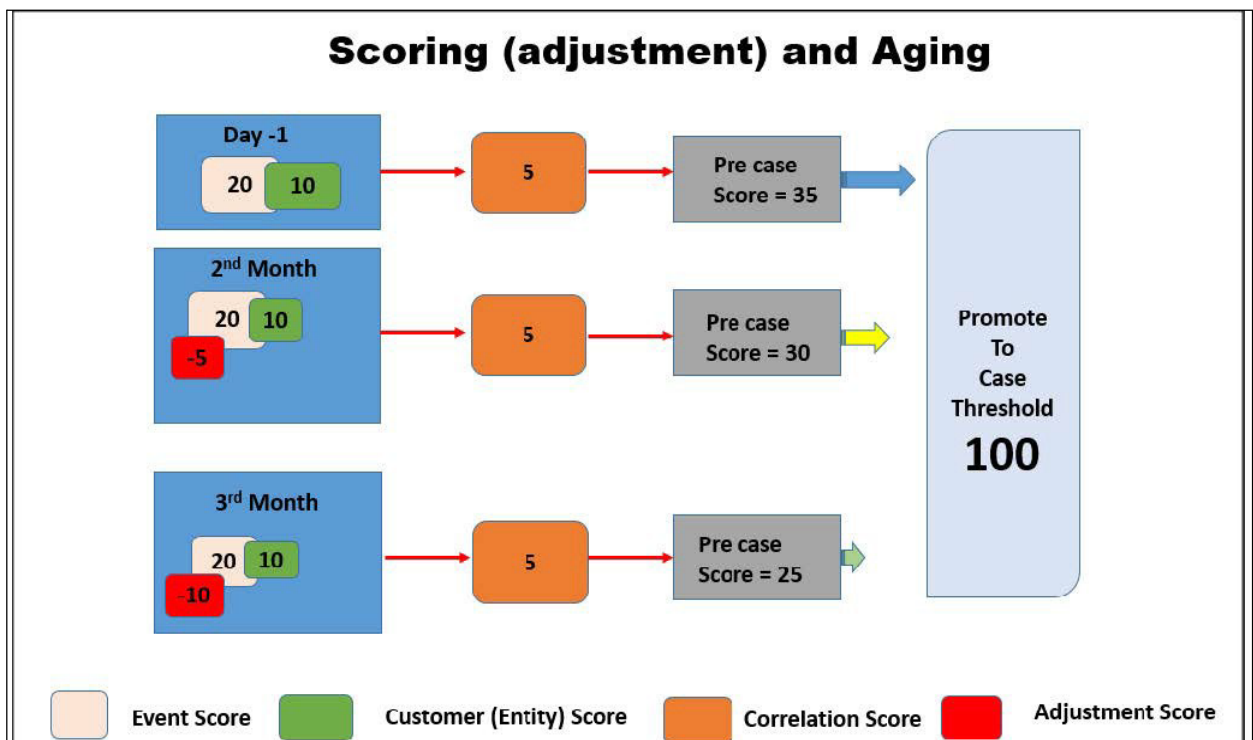 Scoring (adjustment) and Aging
Day -1
20
10
5
Pre case
Score = 35
2nd Month
20
10
-5
5
Pre case
Score = 30
3rd Month
20
10
-10
5
Pre case
Score = 25
Promote
To
Case
Threshold
100
Event Score
Customer (Entity) Score
Correlation Score
Adjustment Score